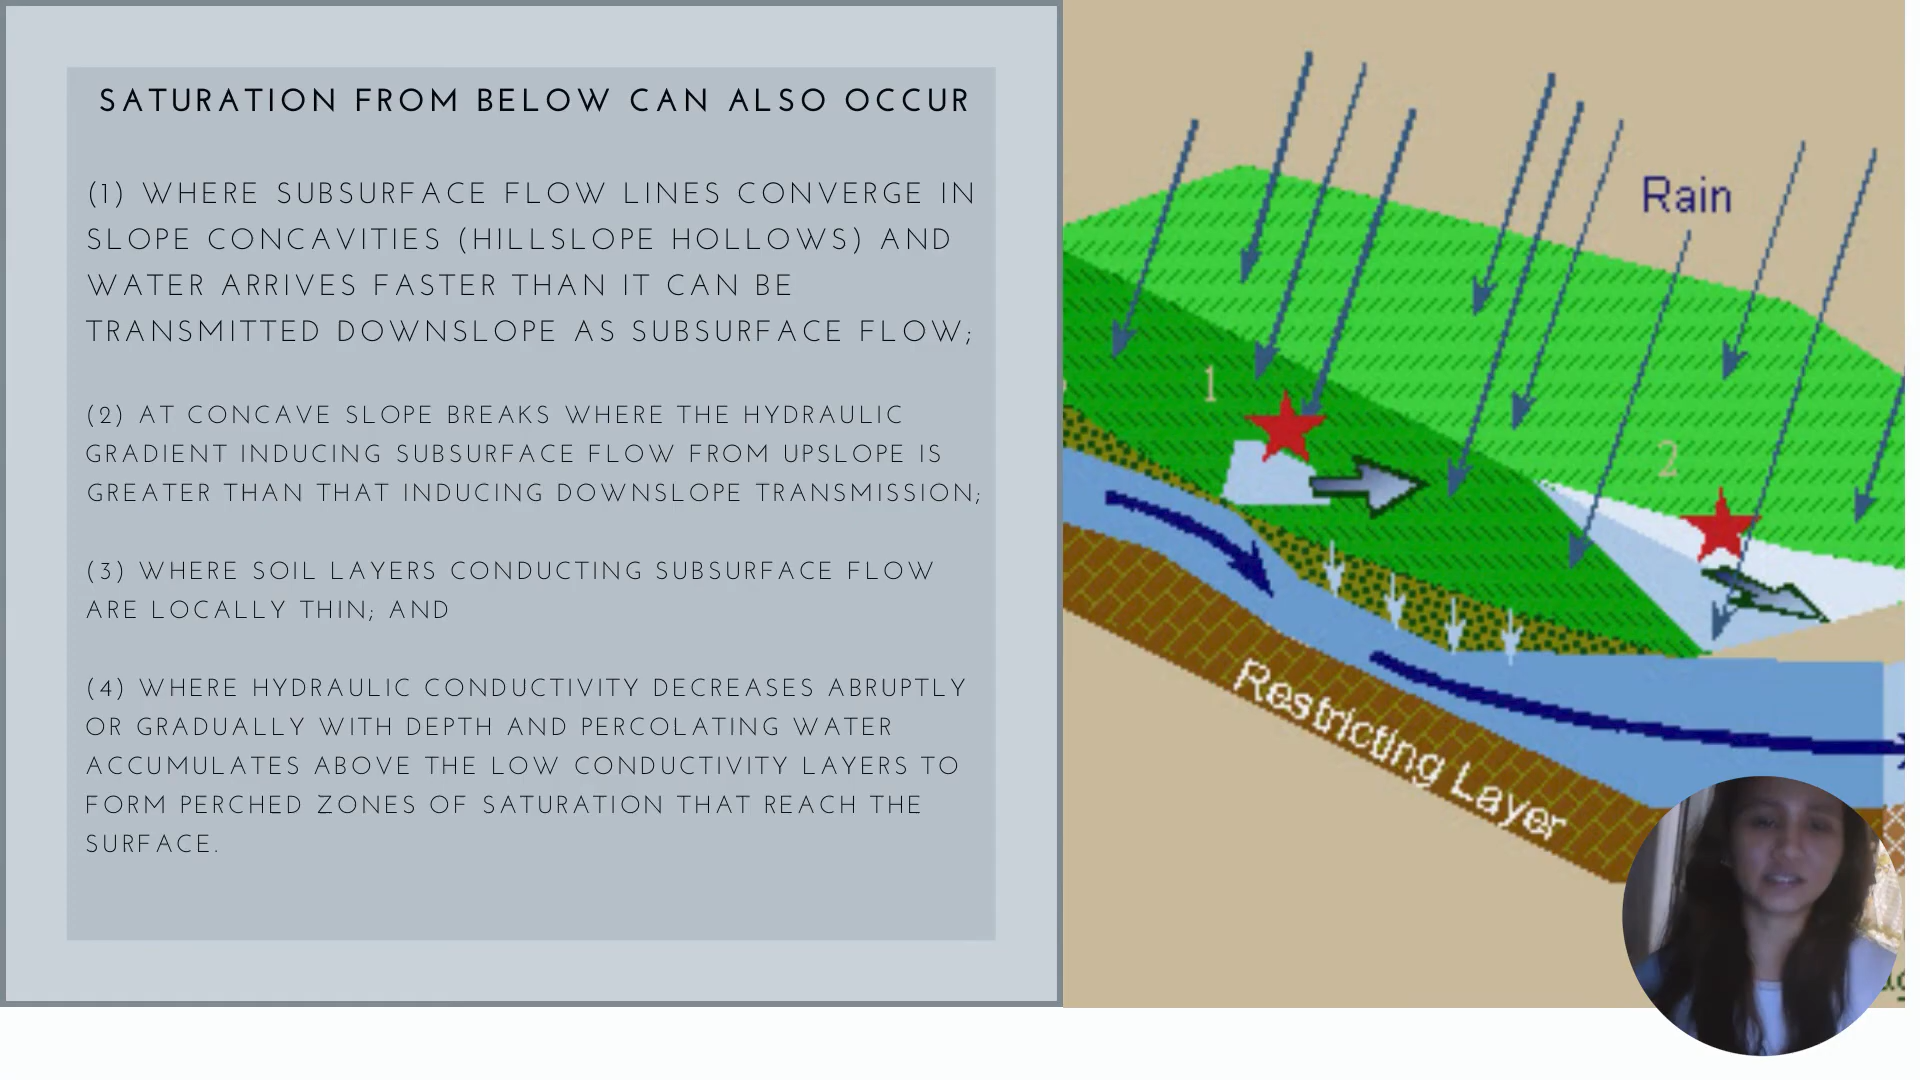 SATURATION FROM BELOW CAN ALSO OCCUR
(1) WHERE SUBSURFACE FLOW LINES CONVERGE IN
SLOPE CONCAVITIES (HILLSLOPE HOLLOWS) AND
WATER ARRIVES FASTER THAN IT CAN BE
TRANSMITTED DOWNSLOPE AS SUBSURFACE FLOW;
(2) AT CONCAVE SLOPE BREAKS WHERE THE HYDRAULIC
GRADIENT INDUCING SUBSURFACE FLOW FROM UPSLOPE IS
GREATER THAN THAT INDUCING DOWNSLOPE TRANSMISSION;
(3) WHERE SOIL LAYERS CONDUCTING SUBSURFACE FLOW
ARE LOCALLY THIN; AND
(4) WHERE HYDRAULIC CONDUCTIVITY DECREASES ABRUPTLY
OR GRADUALLY WITH DEPTH AND PERCOLATING WATER
ACCUMULATES ABOVE THE LOW CONDUCTIVITY LAYERS TO
FORM PERCHED ZONES OF SATURATION THAT REACH THE
SURFACE.
Rain
1
2
Restricting Layer